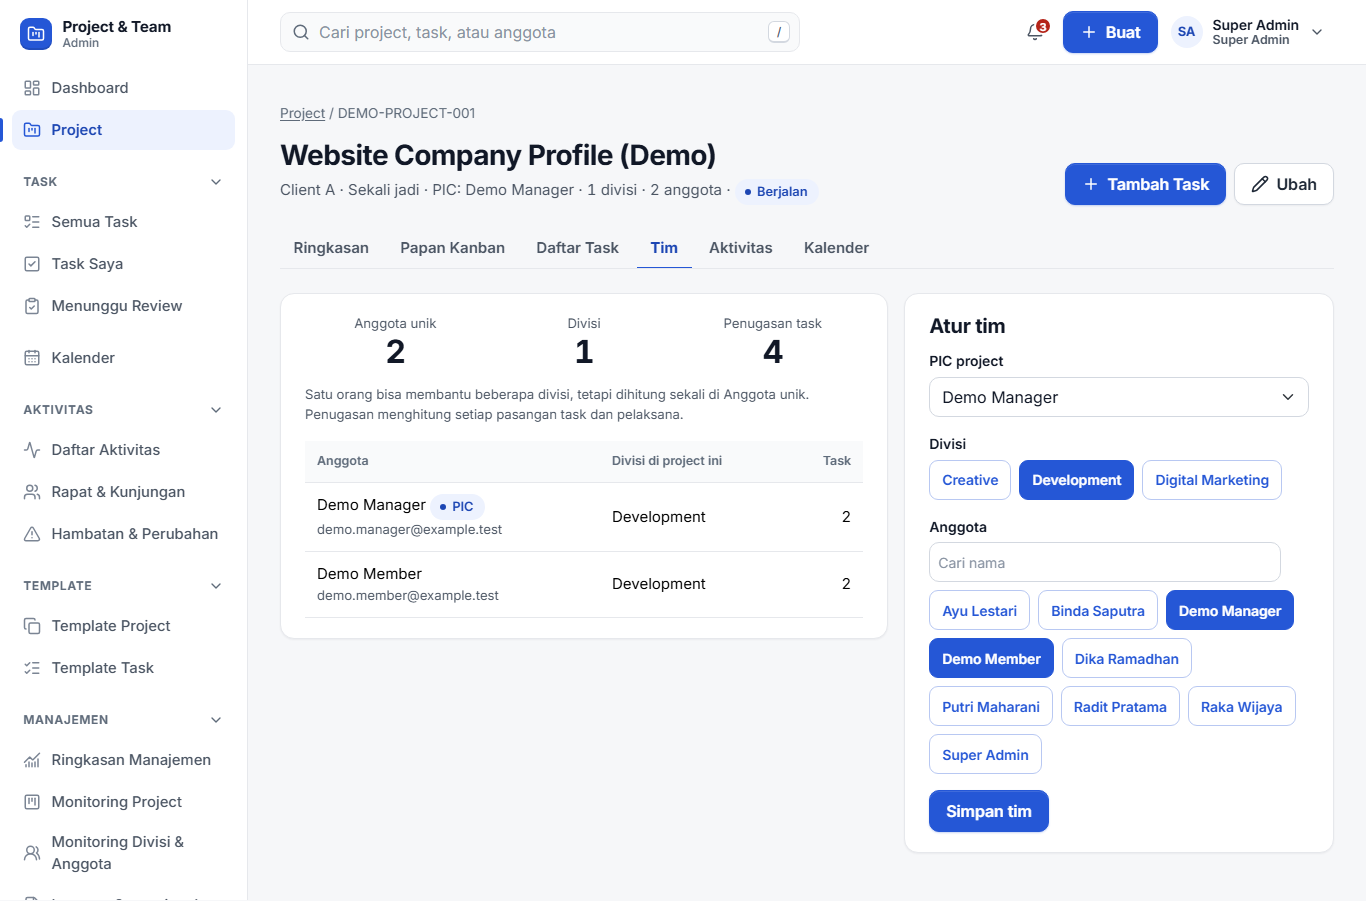 Project & Team
Admin
Dashboard
Project
TASK
Semua Task
Task Saya
Menunggu Review
Kalender
AKTIVITAS
Daftar Aktivitas
Rapat & Kunjungan
Hambatan & Perubahan
TEMPLATE
Template Project
Template Task
MANAJEMEN
Ringkasan Manajemen
Monitoring Project
Monitoring Divisi &
Anggota
Cari project, task, atau anggota
/
3
Buat
SA
Super Admin
Super Admin
Project / DEMO-PROJECT-001
Website Company Profile (Demo)
Client A · Sekali jadi · PIC: Demo Manager · 1 divisi · 2 anggota · Berjalan
Tambah Task
Ubah
Ringkasan
Papan Kanban
Daftar Task
Tim
Aktivitas
Kalender
Anggota unik
2
Divisi
1
Penugasan task
4
Satu orang bisa membantu beberapa divisi, tetapi dihitung sekali di Anggota unik.
Penugasan menghitung setiap pasangan task dan pelaksana.
Anggota Divisi di project ini Task
Demo Manager PIC
demo.manager@example.test
Development
2
Demo Member
demo.member@example.test
Development
2
Atur tim
PIC project
Demo Manager
Divisi
Creative
Development
Digital Marketing
Anggota
Cari nama
Ayu Lestari
Binda Saputra
Demo Manager
Demo Member
Dika Ramadhan
Putri Maharani
Radit Pratama
Raka Wijaya
Super Admin
Simpan tim